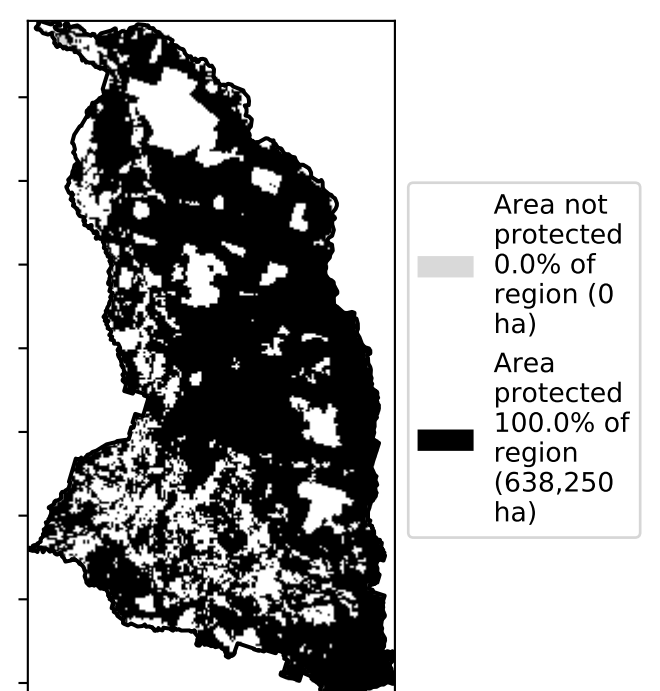 Area not
protected
0.0% of
region (0
ha)
Area
protected
100.0% of
region
(638,250
ha)